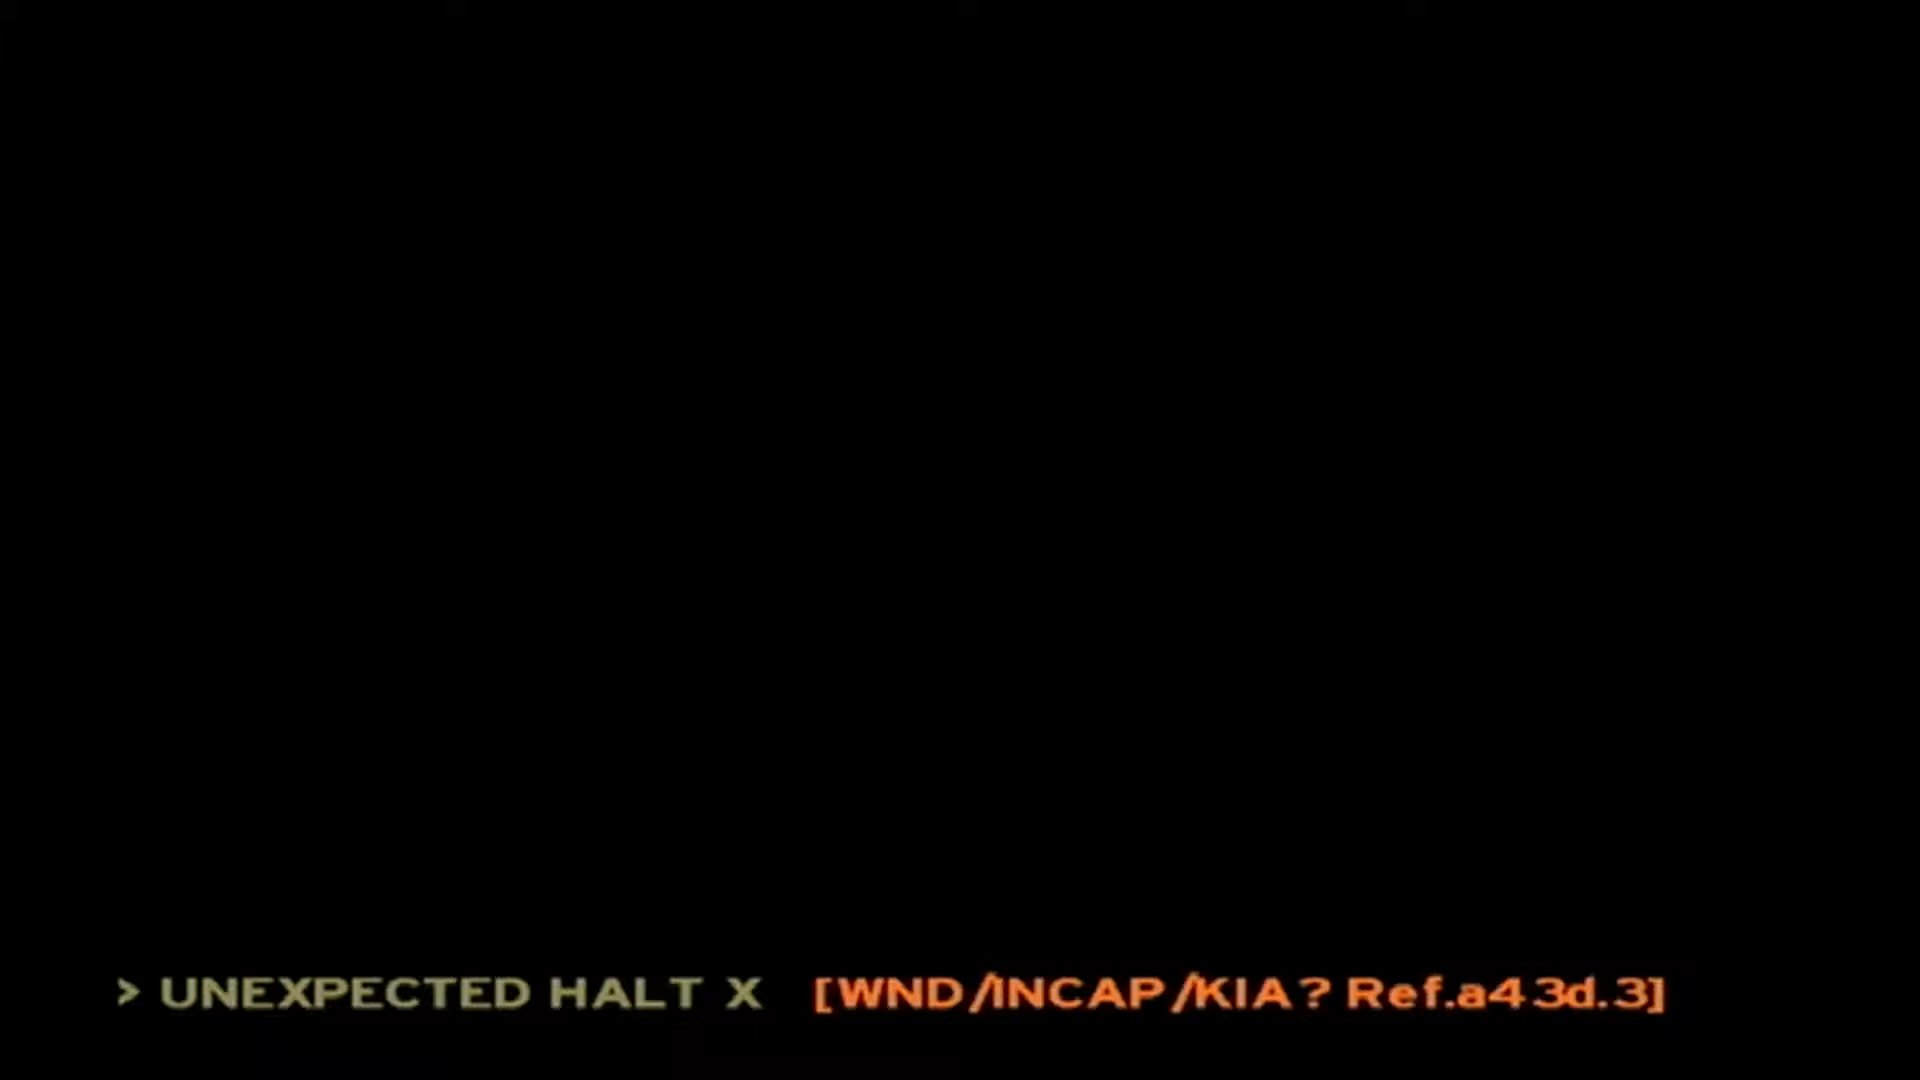 > UNEXPECTED HALT X [WND/INCAP/KIA? Ref.a43d.3]